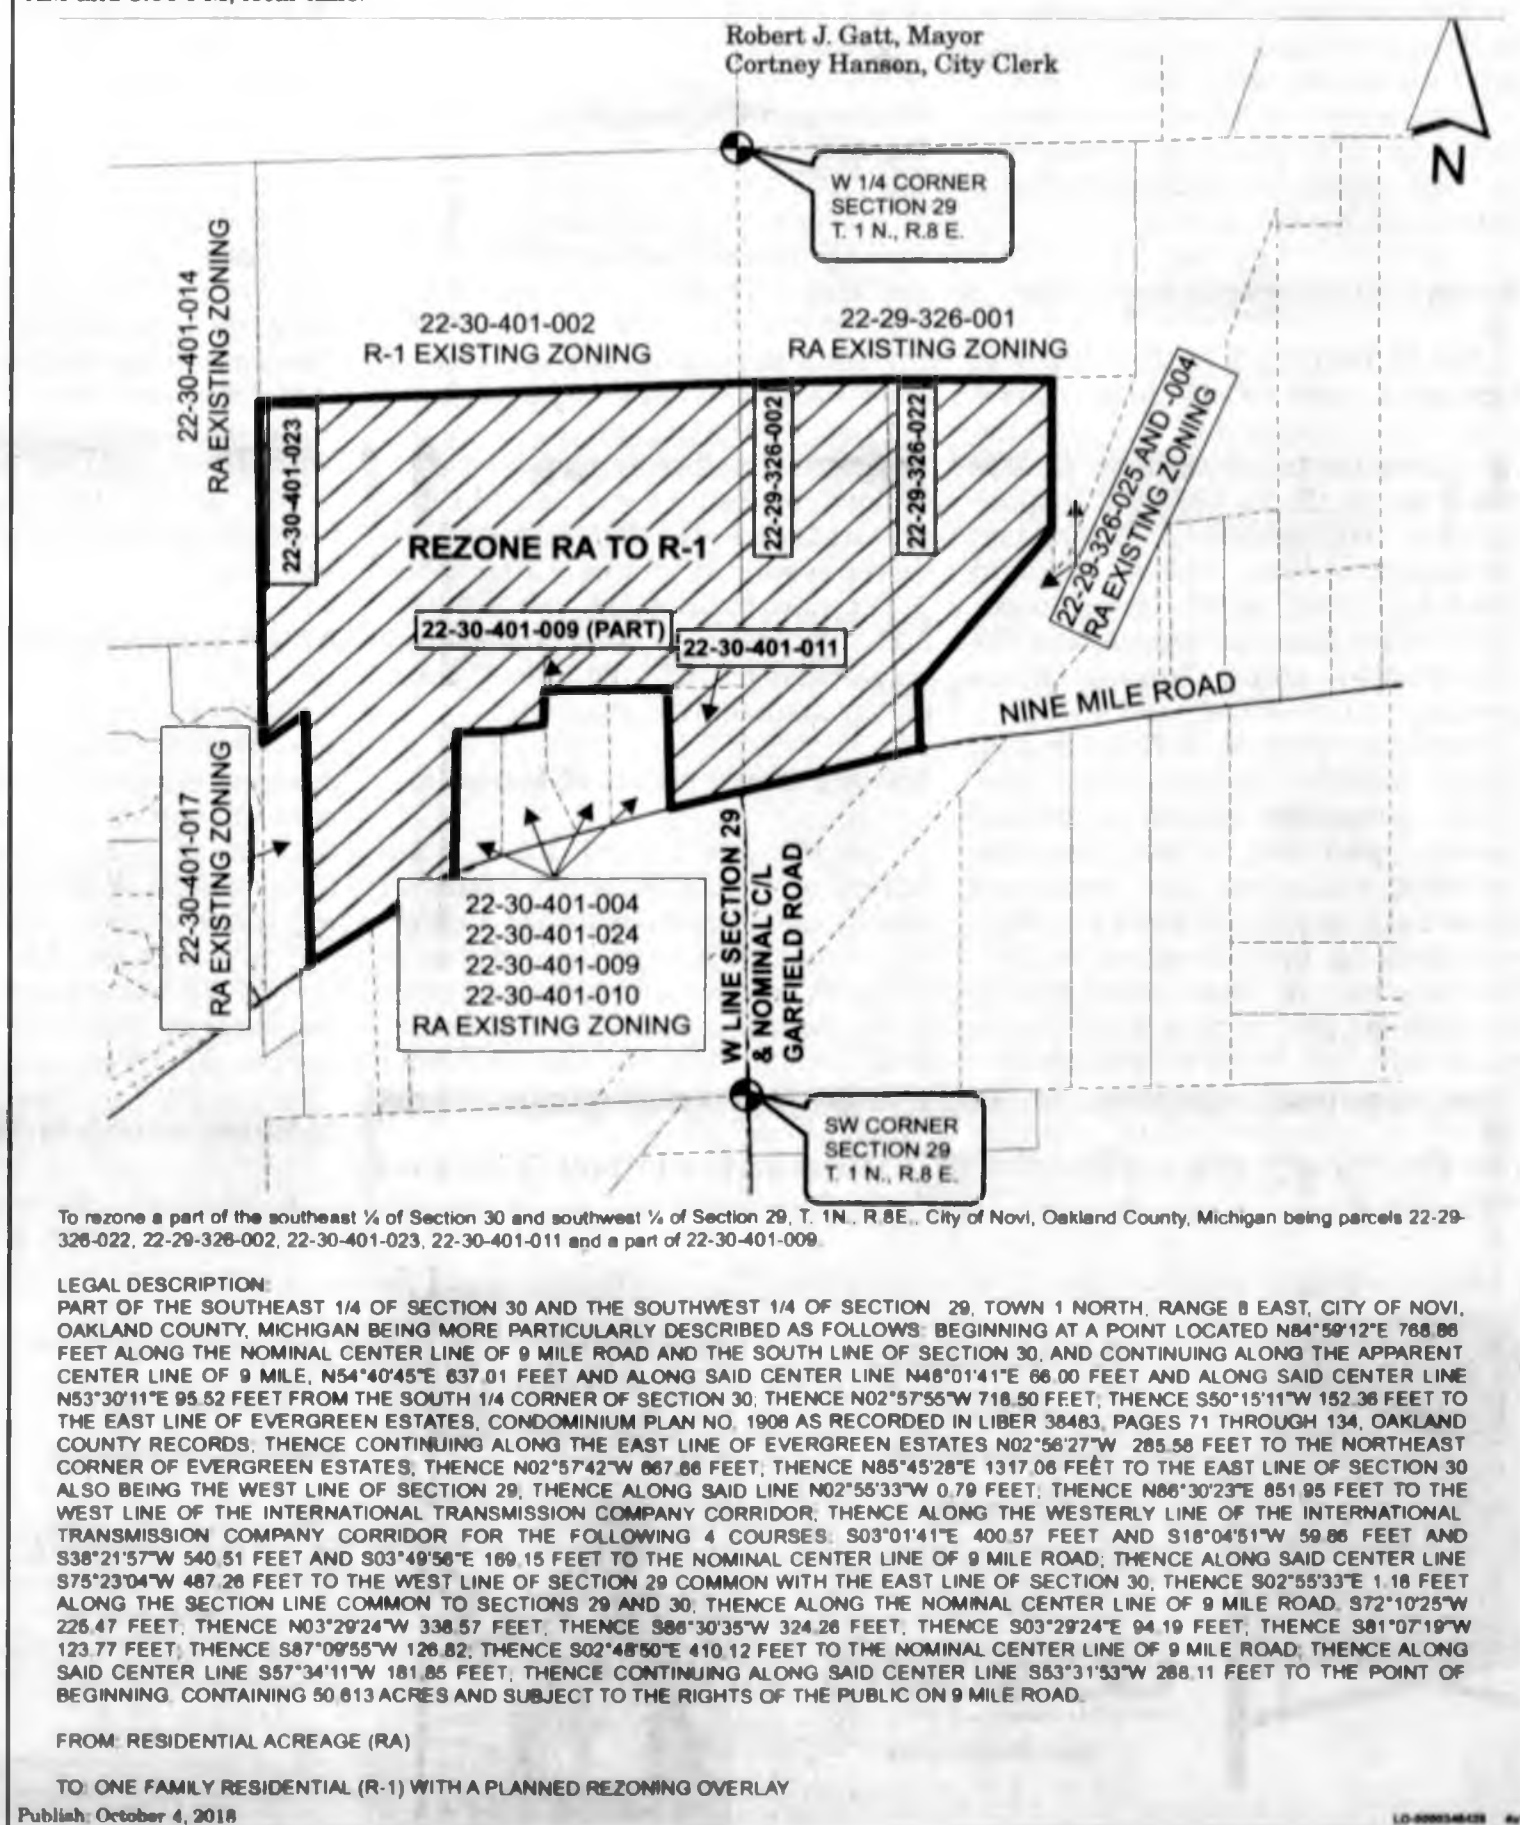 Robert J. Gatt, Mayor
Cortney Hanson, City Clerk
N
W 1/4 CORNER
SECTION 29
T. 1 N., R.8 E.
22-30-401-014
RA EXISTING ZONING
22-30-401-002
R-1 EXISTING ZONING
22-29-326-001
RA EXISTING ZONING
22-29-326-025 AND -004
RA EXISTING ZONING
22-30-401-023
22-29-326-002
22-29-326-022
REZONE RA TO R-1
22-30-401-009 (PART)
22-30-401-011
NINE MILE ROAD
22-30-401-017
RA EXISTING ZONING
22-30-401-004
22-30-401-024
22-30-401-009
22-30-401-010
RA EXISTING ZONING
W LINE SECTION 29
& NOMINAL C/L
GARFIELD ROAD
SW CORNER
SECTION 29
T. 1 N., R.8 E.
To rezone a part of the southeast ¼ of Section 30 and southwest ¼ of Section 29, T. 1N., R.8E., City of Novi, Oakland County, Michigan being parcels 22-29-
326-022, 22-29-326-002, 22-30-401-023, 22-30-401-011 and a part of 22-30-401-009.
LEGAL DESCRIPTION:
PART OF THE SOUTHEAST 1/4 OF SECTION 30 AND THE SOUTHWEST 1/4 OF SECTION 29, TOWN 1 NORTH, RANGE 8 EAST, CITY OF NOVI,
OAKLAND COUNTY, MICHIGAN BEING MORE PARTICULARLY DESCRIBED AS FOLLOWS: BEGINNING AT A POINT LOCATED N84°59'12"E 768.86
FEET ALONG THE NOMINAL CENTER LINE OF 9 MILE ROAD AND THE SOUTH LINE OF SECTION 30, AND CONTINUING ALONG THE APPARENT
CENTER LINE OF 9 MILE, N54°40'45"E 637.01 FEET AND ALONG SAID CENTER LINE N46°01'41"E 66.00 FEET AND ALONG SAID CENTER LINE
N53°30'11"E 95.52 FEET FROM THE SOUTH 1/4 CORNER OF SECTION 30; THENCE N02°57'55"W 718.50 FEET; THENCE S50°15'11"W 152.36 FEET TO
THE EAST LINE OF EVERGREEN ESTATES, CONDOMINIUM PLAN NO. 1908 AS RECORDED IN LIBER 38483, PAGES 71 THROUGH 134, OAKLAND
COUNTY RECORDS; THENCE CONTINUING ALONG THE EAST LINE OF EVERGREEN ESTATES N02°56'27"W 285.58 FEET TO THE NORTHEAST
CORNER OF EVERGREEN ESTATES; THENCE N02°57'42"W 667.66 FEET; THENCE N85°45'28"E 1317.06 FEET TO THE EAST LINE OF SECTION 30
ALSO BEING THE WEST LINE OF SECTION 29; THENCE ALONG SAID LINE N02°55'33"W 0.79 FEET; THENCE N86°30'23"E 851.95 FEET TO THE
WEST LINE OF THE INTERNATIONAL TRANSMISSION COMPANY CORRIDOR; THENCE ALONG THE WESTERLY LINE OF THE INTERNATIONAL
TRANSMISSION COMPANY CORRIDOR FOR THE FOLLOWING 4 COURSES: S03°01'41"E 400.57 FEET AND S18°04'51"W 59.86 FEET AND
S38°21'57"W 540.51 FEET AND S03°49'56"E 169.15 FEET TO THE NOMINAL CENTER LINE OF 9 MILE ROAD; THENCE ALONG SAID CENTER LINE
S75°23'04"W 487.26 FEET TO THE WEST LINE OF SECTION 29 COMMON WITH THE EAST LINE OF SECTION 30, THENCE S02°55'33"E 1.18 FEET
ALONG THE SECTION LINE COMMON TO SECTIONS 29 AND 30; THENCE ALONG THE NOMINAL CENTER LINE OF 9 MILE ROAD, S72°10'25"W
225.47 FEET; THENCE N03°29'24"W 338.57 FEET; THENCE S86°30'35"W 324.26 FEET; THENCE S03°29'24"E 94.19 FEET; THENCE S81°07'19"W
123.77 FEET; THENCE S87°09'55"W 126.82; THENCE S02°48'50"E 410.12 FEET TO THE NOMINAL CENTER LINE OF 9 MILE ROAD; THENCE ALONG
SAID CENTER LINE S57°34'11"W 181.85 FEET; THENCE CONTINUING ALONG SAID CENTER LINE S53°31'53"W 288.11 FEET TO THE POINT OF
BEGINNING. CONTAINING 50.613 ACRES AND SUBJECT TO THE RIGHTS OF THE PUBLIC ON 9 MILE ROAD.
FROM: RESIDENTIAL ACREAGE (RA)
TO: ONE FAMILY RESIDENTIAL (R-1) WITH A PLANNED REZONING OVERLAY
Publish: October 4, 2018